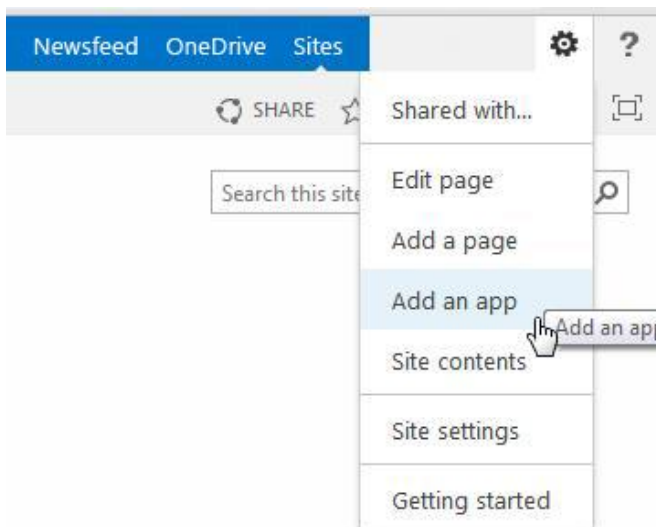 Newsfeed OneDrive Sites ?
SHARE
Shared with...
Search this site
Edit page
Add a page
Add an app
Add an app
Site contents
Site settings
Getting started